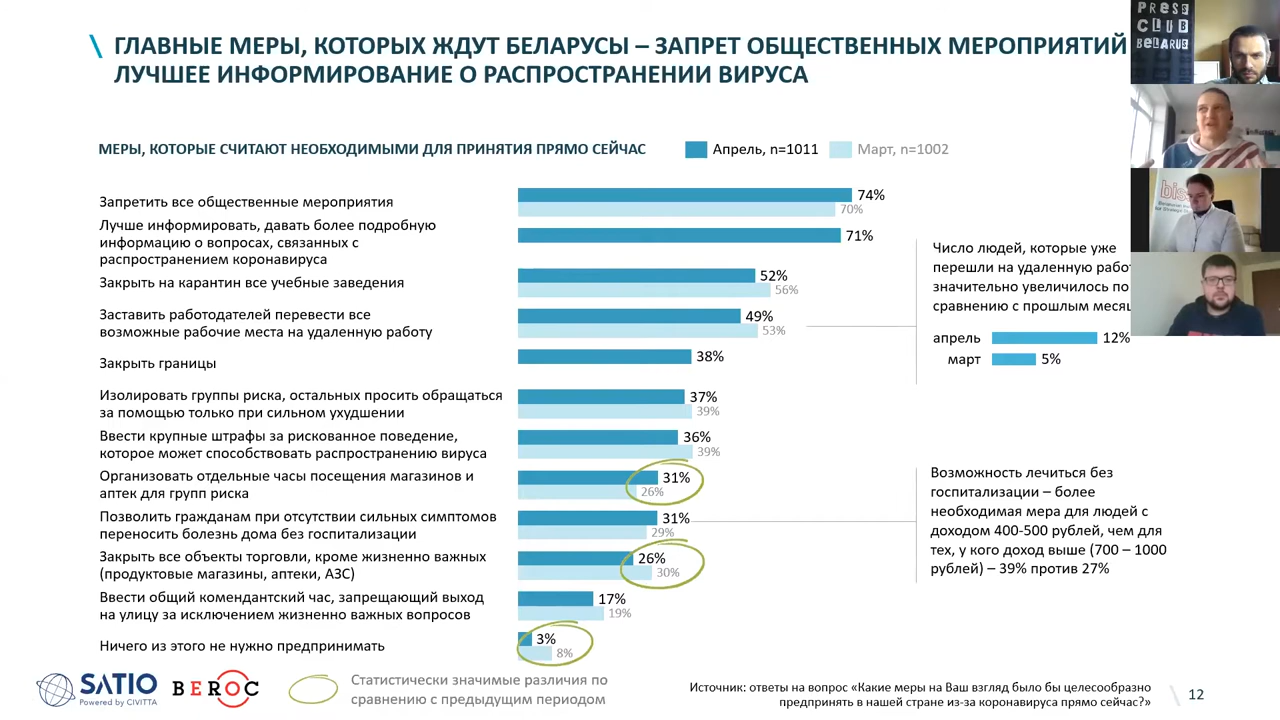 ГЛАВНЫЕ МЕРЫ, КОТОРЫХ ЖДУТ БЕЛАРУСЫ – ЗАПРЕТ ОБЩЕСТВЕННЫХ МЕРОПРИЯТИЙ
ЛУЧШЕЕ ИНФОРМИРОВАНИЕ О РАСПРОСТРАНЕНИИ ВИРУСА
PRESS
CLUB
BELARUS
МЕРЫ, КОТОРЫЕ СЧИТАЮТ НЕОБХОДИМЫМИ ДЛЯ ПРИНЯТИЯ ПРЯМО СЕЙЧАС
Апрель, n=1011
Март, n=1002
Запретить все общественные мероприятия
74%
70%
Лучше информировать, давать более подробную
информацию о вопросах, связанных с
распространением коронавируса
71%
Закрыть на карантин все учебные заведения
52%
56%
Заставить работодателей перевести все
возможные рабочие места на удаленную работу
49%
53%
Закрыть границы
38%
Изолировать группы риска, остальных просить обращаться
за помощью только при сильном ухудшении
37%
39%
Ввести крупные штрафы за рискованное поведение,
которое может способствовать распространению вируса
36%
39%
Организовать отдельные часы посещения магазинов и
аптек для групп риска
31%
26%
Позволить гражданам при отсутствии сильных симптомов
переносить болезнь дома без госпитализации
31%
29%
Закрыть все объекты торговли, кроме жизненно важных
(продуктовые магазины, аптеки, АЗС)
26%
30%
Ввести общий комендантский час, запрещающий выход
на улицу за исключением жизненно важных вопросов
17%
19%
Ничего из этого не нужно предпринимать
3%
8%
bis
Число людей, которые уже
перешли на удаленную работ
значительно увеличилось по
сравнению с прошлым месяц
апрель
12%
март
5%
Возможность лечиться без
госпитализации – более
необходимая мера для людей с
доходом 400-500 рублей, чем для
тех, у кого доход выше (700 – 1000
рублей) – 39% против 27%
SATIO
Powered by CIVITTA
BEROC
Статистически значимые различия по
сравнению с предыдущим периодом
Источник: ответы на вопрос «Какие меры на Ваш взгляд было бы целесообразно
предпринять в нашей стране из-за коронавируса прямо сейчас?»
12